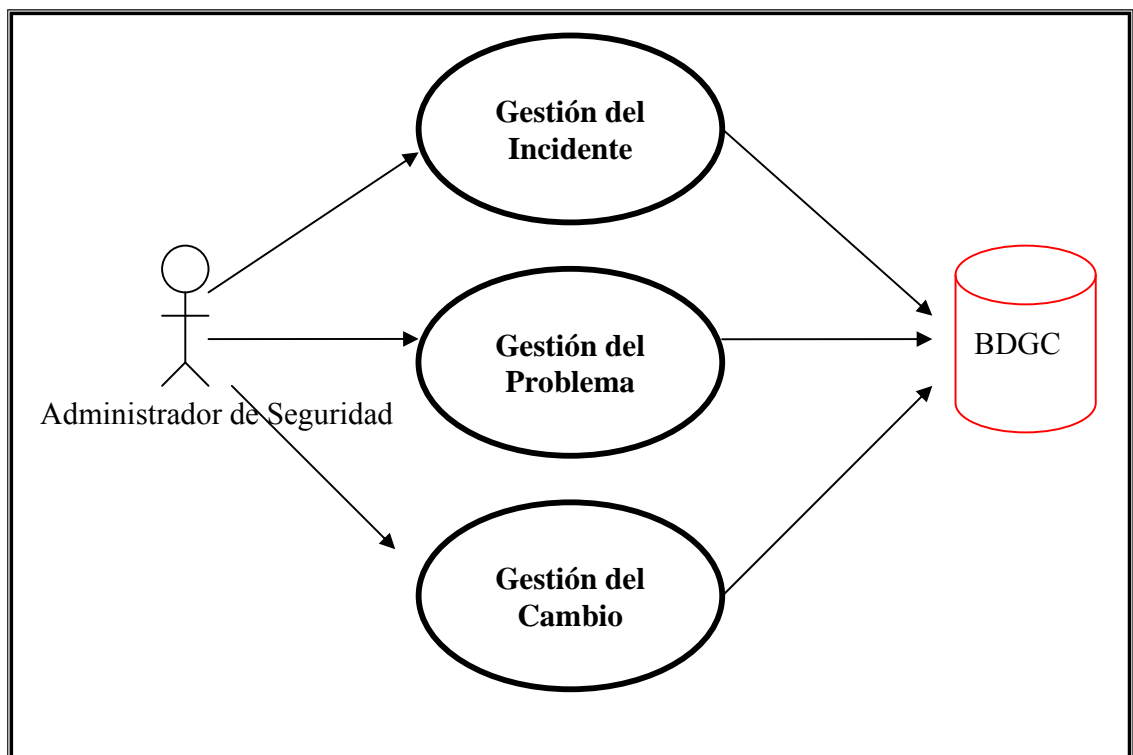 Gestión del
Incidente
Gestión del
Problema
BDGC
Administrador de Seguridad
Gestión del
Cambio